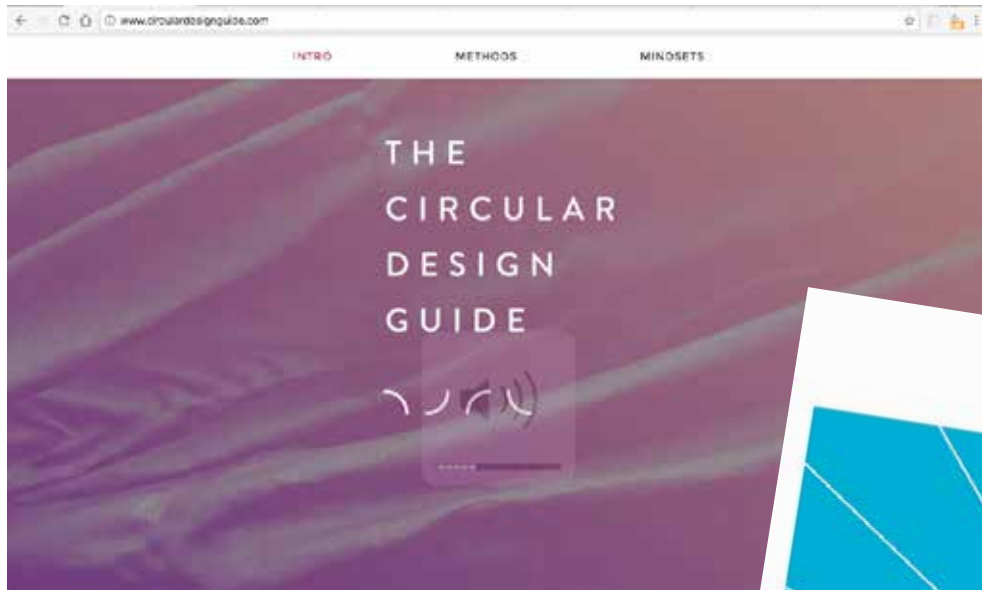 www.circulardesignguide.com
INTRO METHODS MINDSETS
THE
CIRCULAR
DESIGN
GUIDE